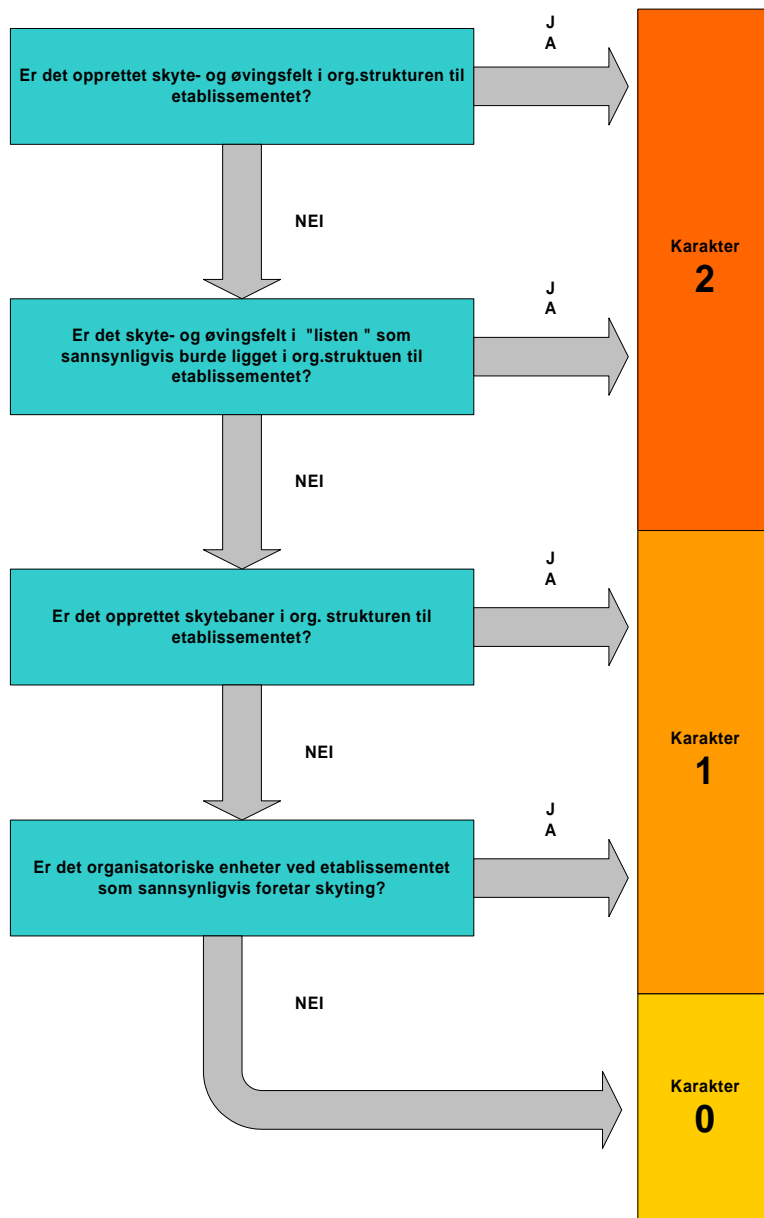 J
A
Er det opprettet skyte- og øvingsfelt i org.strukturen til
etablissementet?
NEI
Karakter
2
J
A
Er det skyte- og øvingsfelt i "listen " som
sannsynligvis burde ligget i org.struktuen til
etablissementet?
NEI
J
A
Er det opprettet skytebaner i org. strukturen til
etablissementet?
NEI
Karakter
1
J
A
Er det organisatoriske enheter ved etablissementet
som sannsynligvis foretar skyting?
NEI
Karakter
0